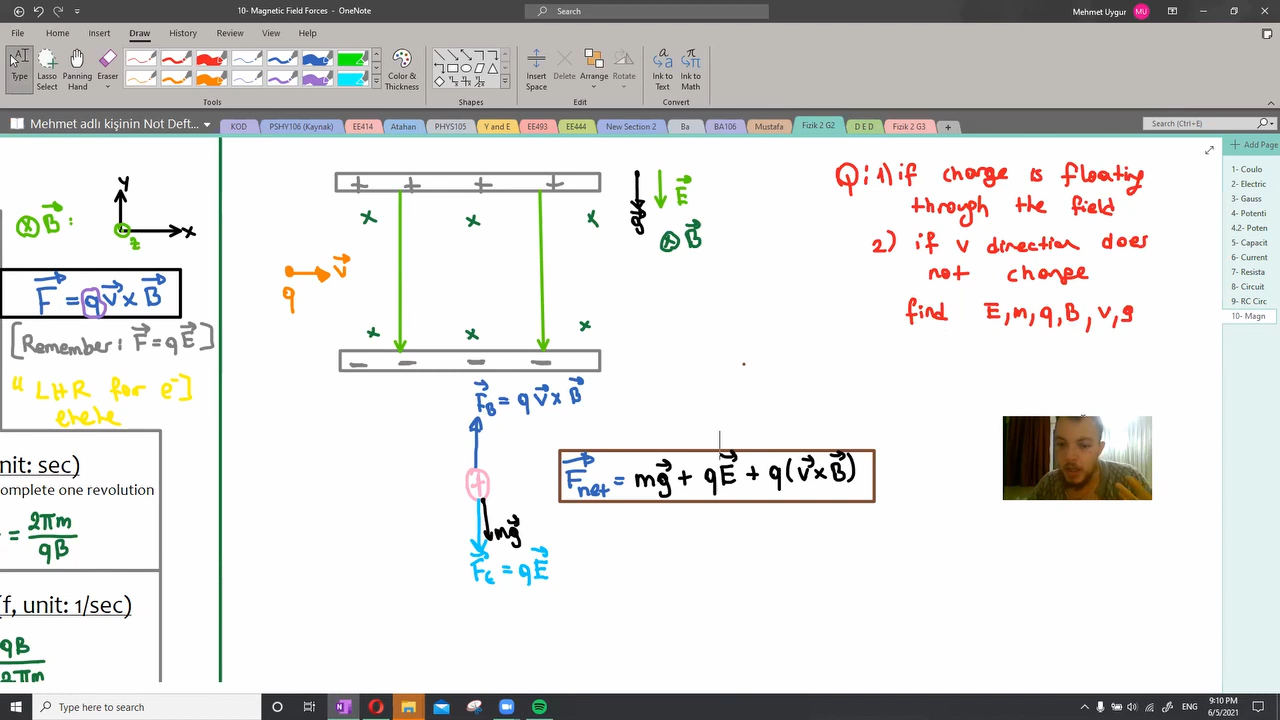 10- Magnetic Field Forces - OneNote
Search
Mehmet Uygur
MU
File Home Insert Draw History Review View Help
Type
Lasso Select
Panning Hand
Eraser
Color & Thickness
Insert Space
Delete
Arrange
Rotate
Ink to Text
Ink to Math
Tools
Shapes
Edit
Convert
Mehmet adlı kişinin Not Deft...
KOD PSHY106 (Kaynak) EE414 Atahan PHYS105 Y and E EE493 EE444 New Section 2 Ba BA106 Mustafa Fizik 2 G2 D E D Fizik 2 G3 +
Search (Ctrl+E)
Add Page
1- Coulo
2- Electric
3- Gauss
4- Potenti
4.2- Poten
5- Capacit
6- Current
7- Resista
8- Circuit
9- RC Circ
10- Magn
B⃗ :
Y
X
Z
F⃗ = qv⃗ x B⃗
[Remember: F⃗ = qE⃗]
" LHR for e⁻]
unit: sec)
complete one revolution
= 2πm
qB
(f, unit: 1/sec)
qB
2πm
+ + + +
x x x
x x x
- - - -
q
v⃗
g⃗
E⃗
B⃗
F⃗B = q v⃗ x B⃗
+
mg⃗
F⃗E = qE⃗
F⃗net = mg⃗ + qE⃗ + q(v⃗ x B⃗)
Q: 1) if charge is floating
through the field
2) if v direction does
not change
find E, m, q, B, v, g
Type here to search
ENG
9:10 PM
6/5/2021